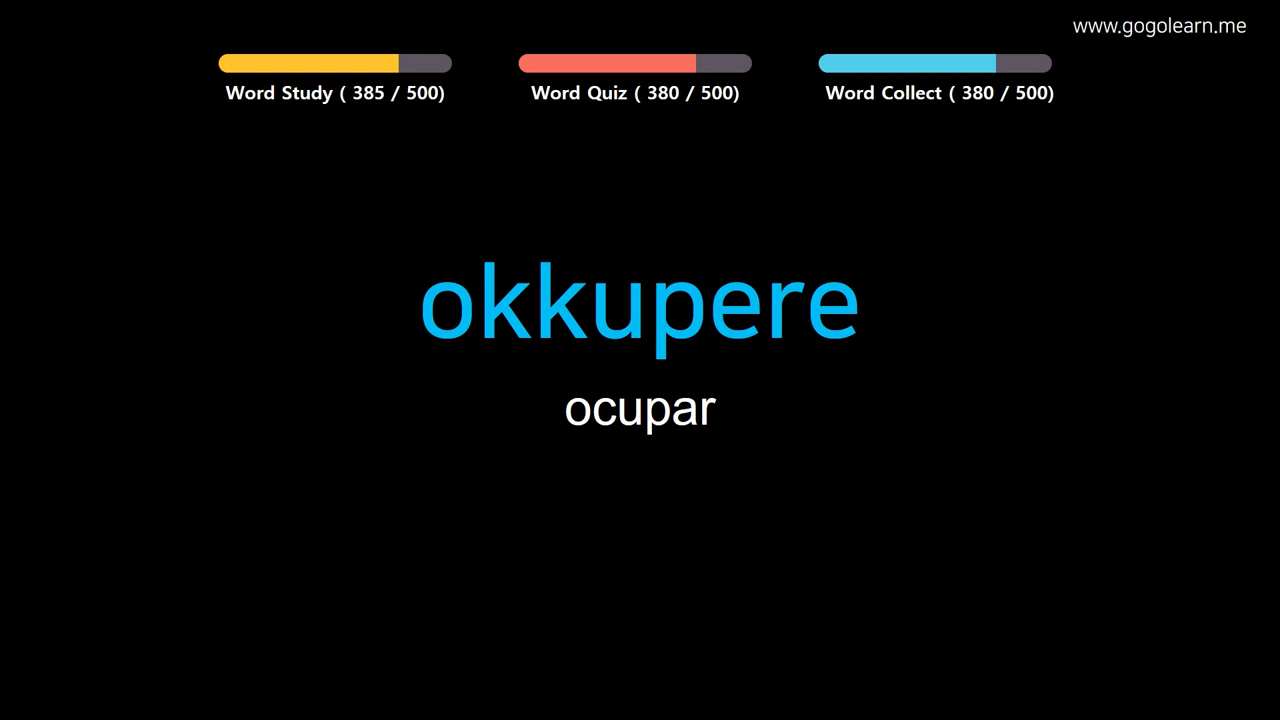 www.gogolearn.me
Word Study ( 385 / 500)
Word Quiz ( 380 / 500)
Word Collect ( 380 / 500)
okkupere
ocupar